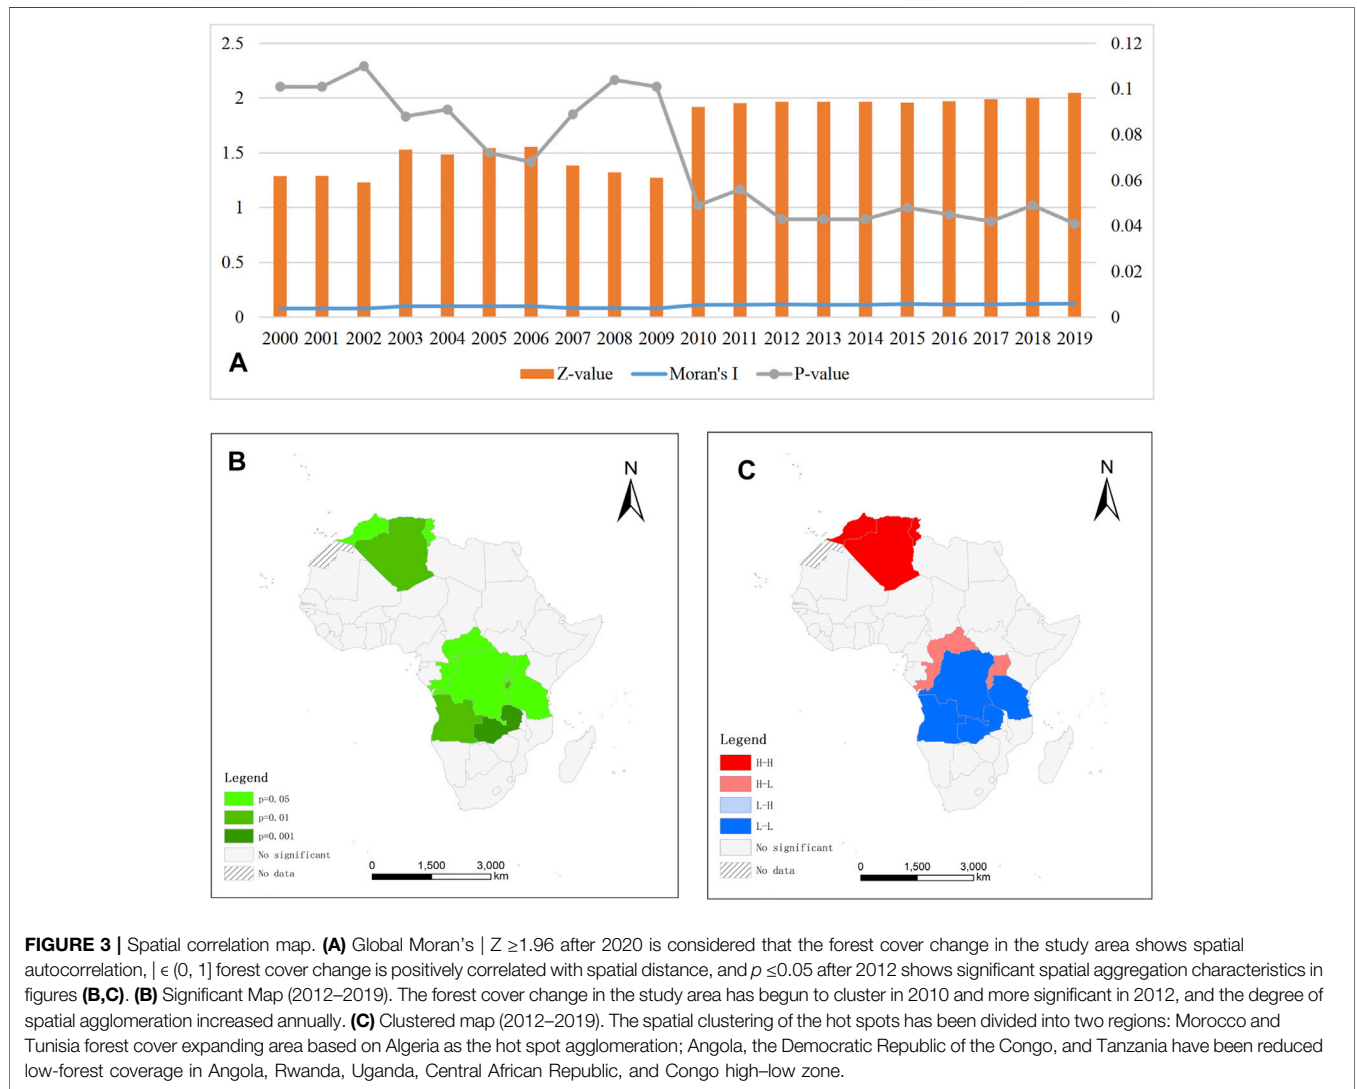 2.5
2
1.5
1
0.5
0
0.12
0.1
0.08
0.06
0.04
0.02
0
2000 2001 2002 2003 2004 2005 2006 2007 2008 2009 2010 2011 2012 2013 2014 2015 2016 2017 2018 2019
A
Z-value Moran's I P-value
B
N
Legend
p=0.05
p=0.01
p=0.001
No significant
No data
0 1,500 3,000
km
C
N
Legend
H-H
H-L
L-H
L-L
No significant
No data
0 1,500 3,000
km
FIGURE 3 | Spatial correlation map. (A) Global Moran's | Z ≥1.96 after 2020 is considered that the forest cover change in the study area shows spatial
autocorrelation, | ϵ (0, 1] forest cover change is positively correlated with spatial distance, and p ≤0.05 after 2012 shows significant spatial aggregation characteristics in
figures (B,C). (B) Significant Map (2012–2019). The forest cover change in the study area has begun to cluster in 2010 and more significant in 2012, and the degree of
spatial agglomeration increased annually. (C) Clustered map (2012–2019). The spatial clustering of the hot spots has been divided into two regions: Morocco and
Tunisia forest cover expanding area based on Algeria as the hot spot agglomeration; Angola, the Democratic Republic of the Congo, and Tanzania have been reduced
low-forest coverage in Angola, Rwanda, Uganda, Central African Republic, and Congo high–low zone.